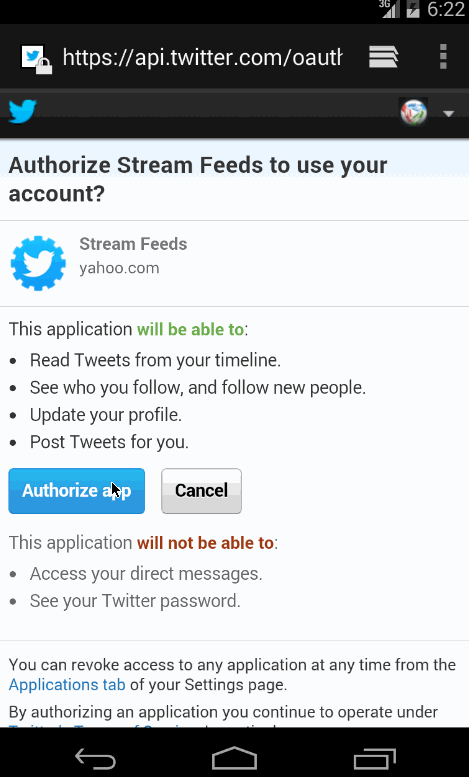 3G 6:22
https://api.twitter.com/oauth
Authorize Stream Feeds to use your
account?
Stream Feeds
yahoo.com
This application will be able to:
Read Tweets from your timeline.
See who you follow, and follow new people.
Update your profile.
Post Tweets for you.
Authorize app Cancel
This application will not be able to:
Access your direct messages.
See your Twitter password.
You can revoke access to any application at any time from the
Applications tab of your Settings page.
By authorizing an application you continue to operate under